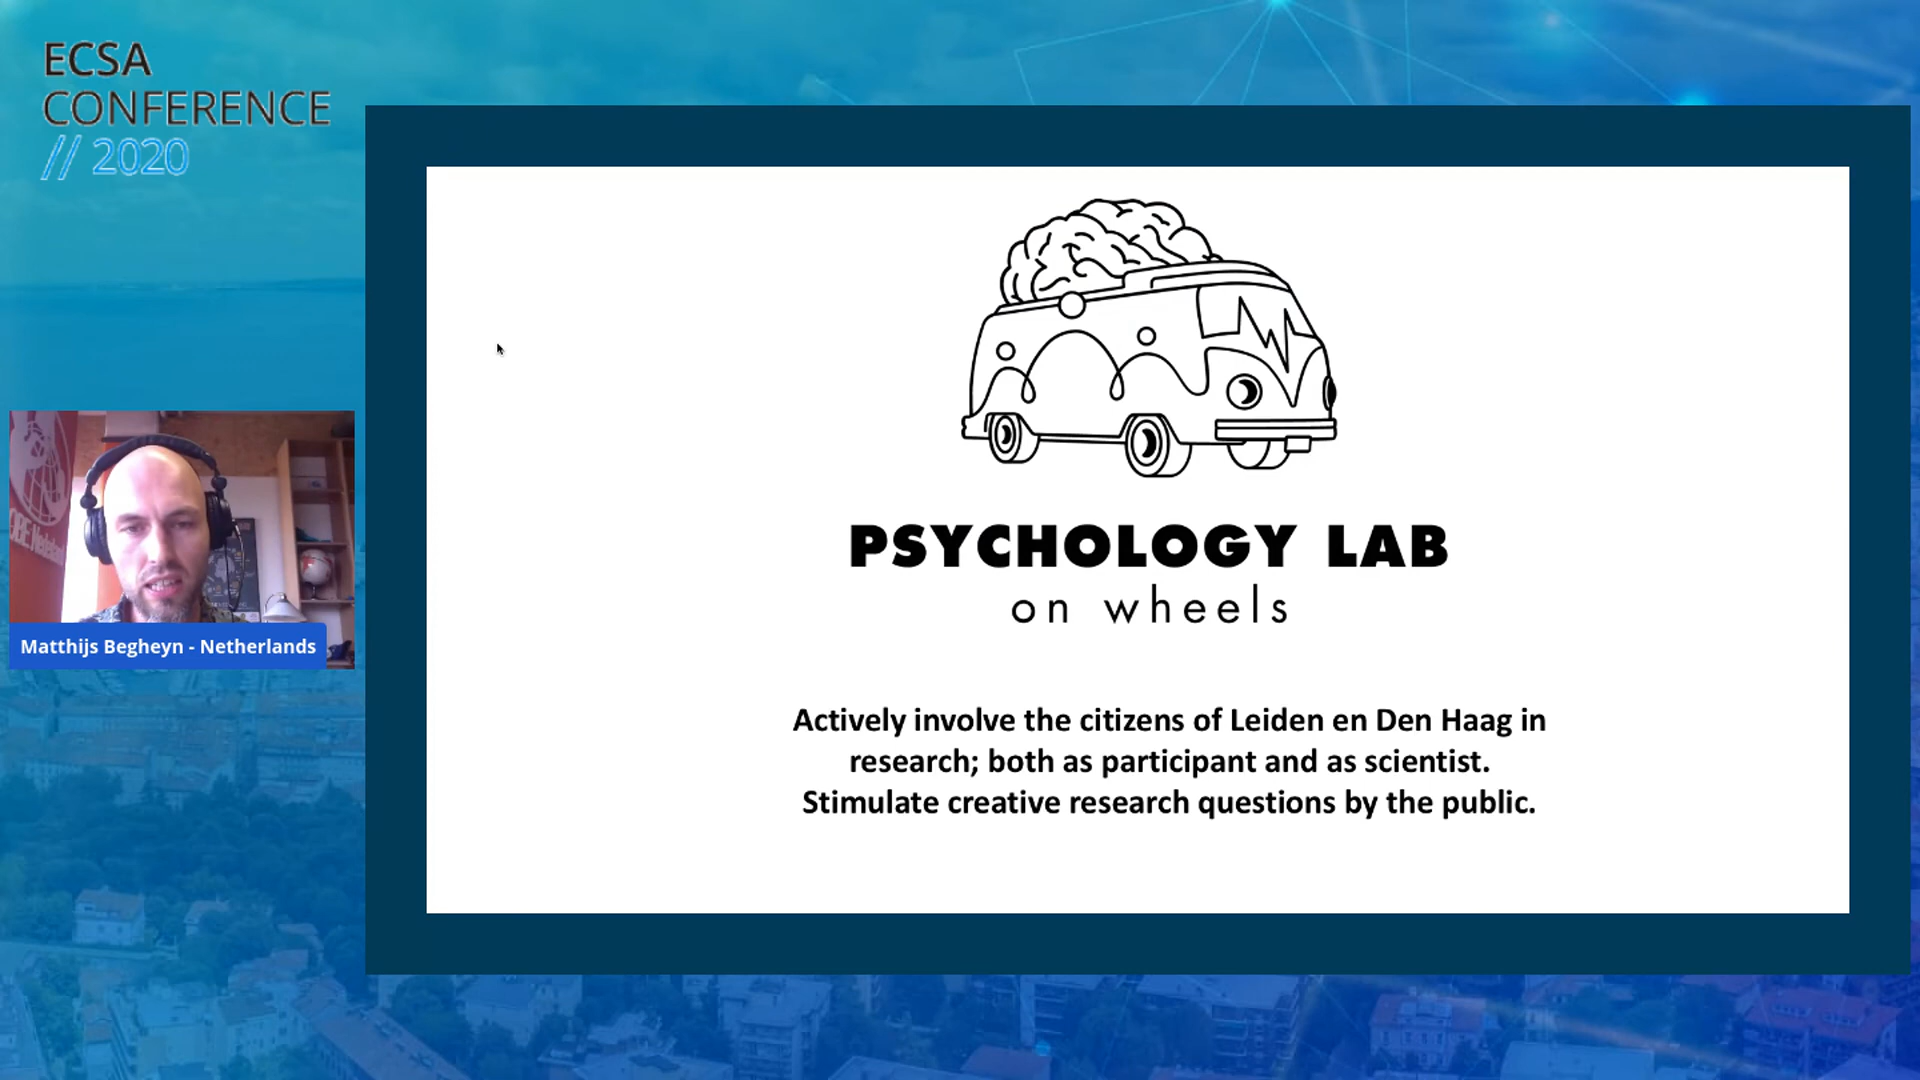 ECSA
CONFERENCE
// 2020
PSYCHOLOGY LAB
on wheels
Actively involve the citizens of Leiden en Den Haag in
research; both as participant and as scientist.
Stimulate creative research questions by the public.
Matthijs Begheyn - Netherlands